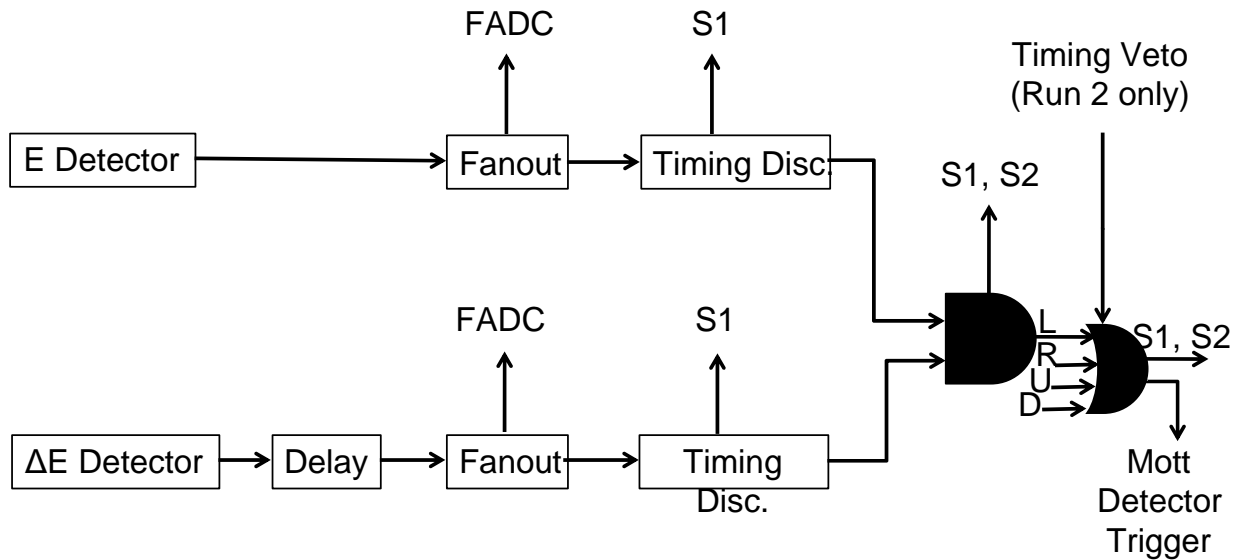 FADC
S1
Timing Veto
(Run 2 only)
E Detector
Fanout
Timing Disc.
S1, S2
FADC
S1
L
R
U
D
S1, S2
ΔE Detector
Delay
Fanout
Timing
Disc.
Mott
Detector
Trigger